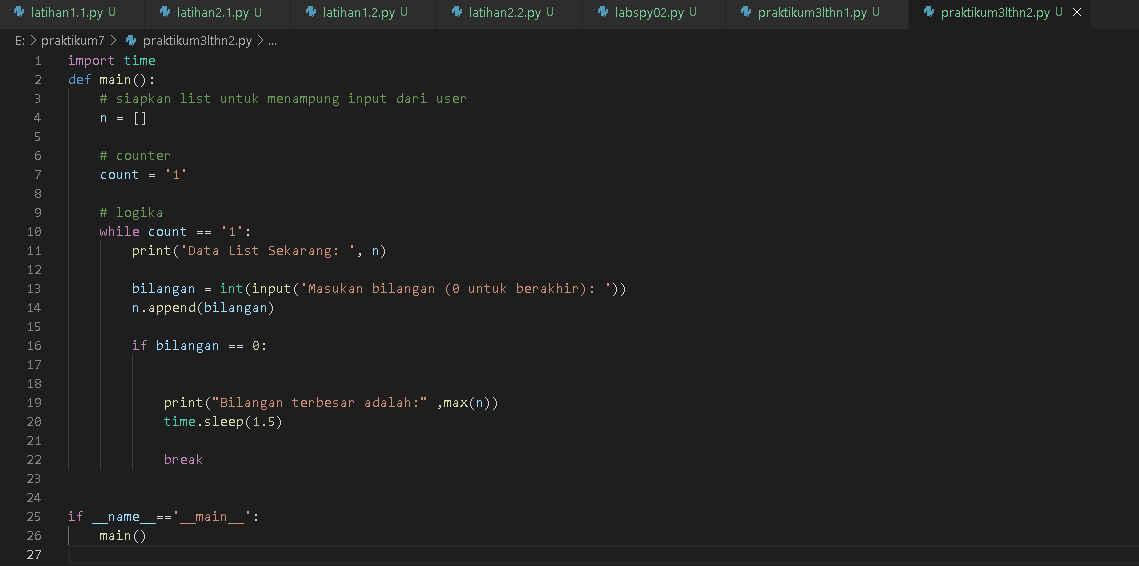 latihan1.1.py U latihan2.1.py U latihan1.2.py U latihan2.2.py U labspy02.py U praktikum3lthn1.py U praktikum3lthn2.py U ×
E: > praktikum7 > praktikum3lthn2.py > ...
1 import time
2 def main():
3     # siapkan list untuk menampung input dari user
4     n = []
5
6     # counter
7     count = '1'
8
9     # logika
10     while count == '1':
11         print('Data List Sekarang: ', n)
12
13         bilangan = int(input('Masukan bilangan (0 untuk berakhir): '))
14         n.append(bilangan)
15
16         if bilangan == 0:
17
18
19             print("Bilangan terbesar adalah:" ,max(n))
20             time.sleep(1.5)
21
22             break
23
24
25 if __name__=='__main__':
26     main()
27